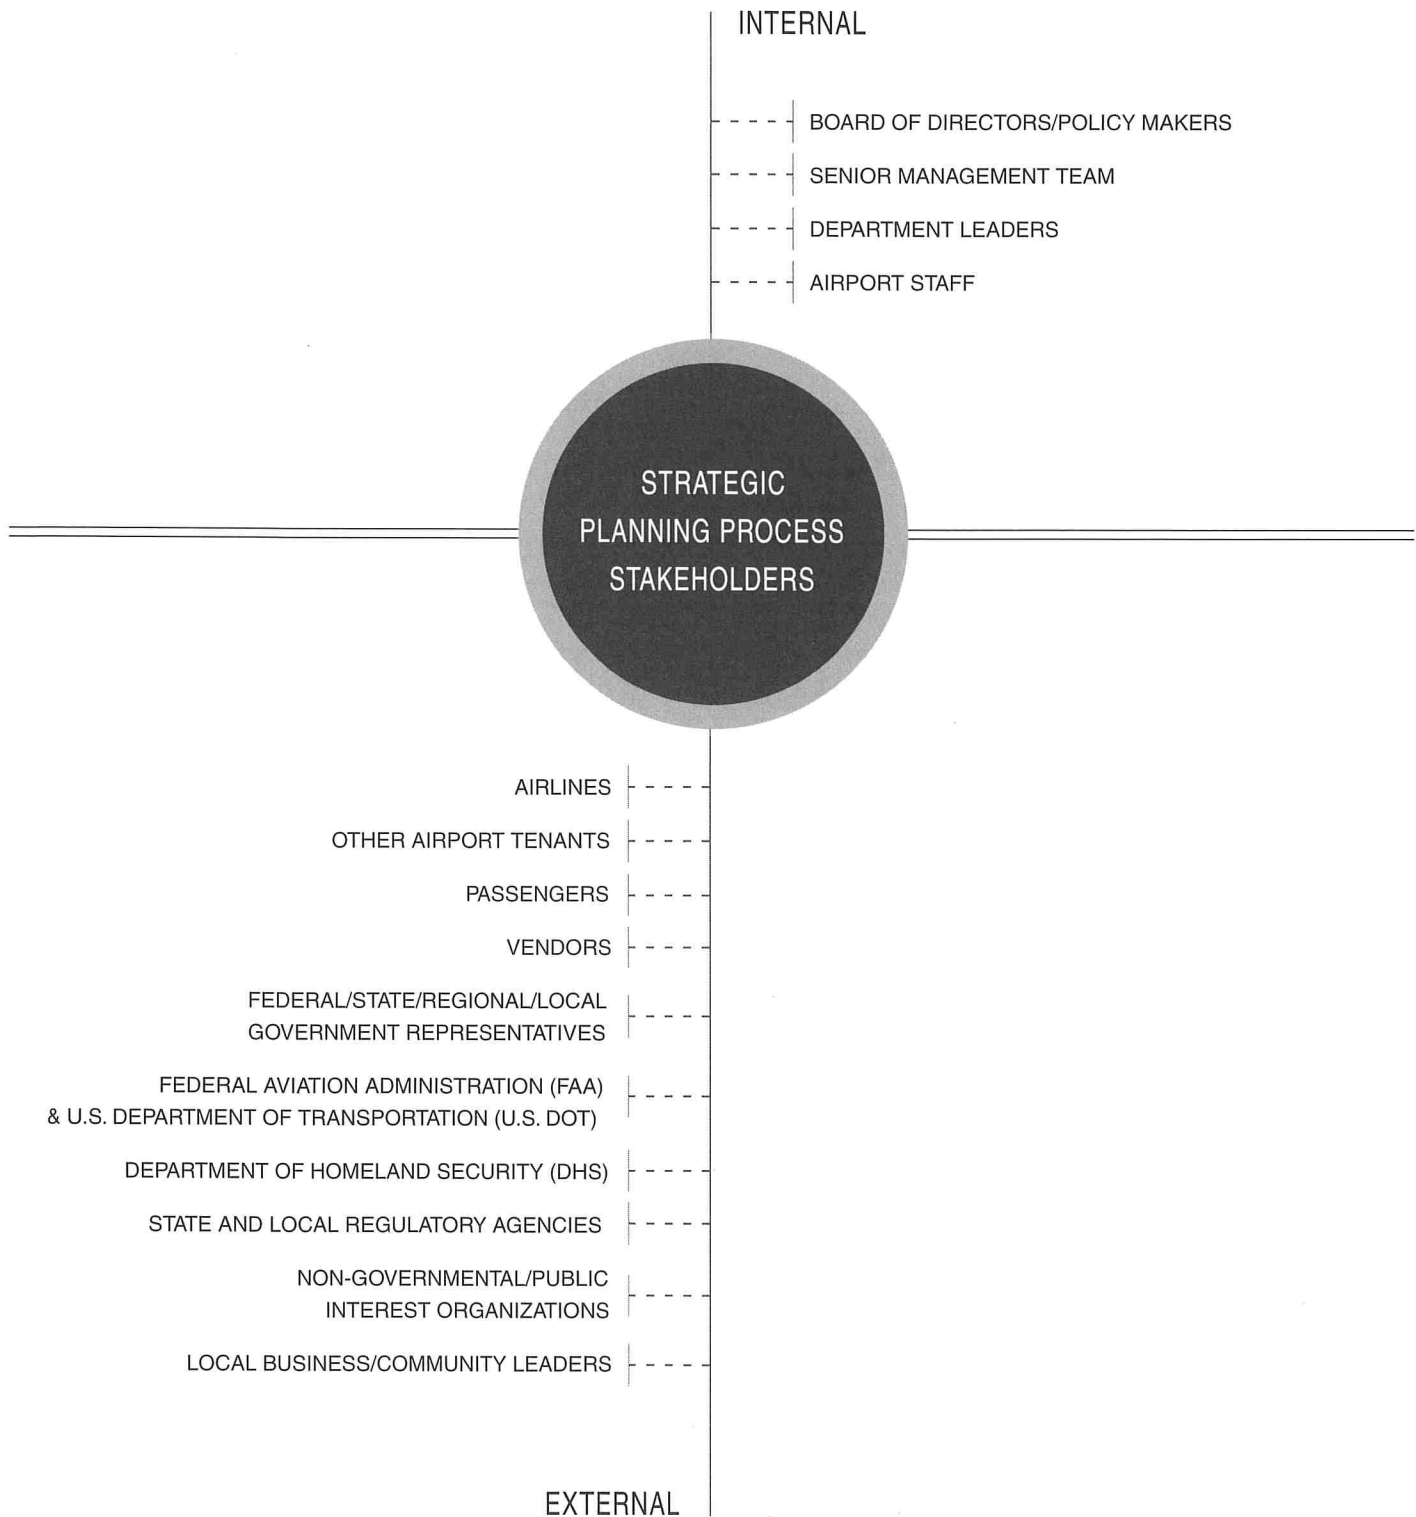 INTERNAL
BOARD OF DIRECTORS/POLICY MAKERS
SENIOR MANAGEMENT TEAM
DEPARTMENT LEADERS
AIRPORT STAFF
STRATEGIC
PLANNING PROCESS
STAKEHOLDERS
AIRLINES
OTHER AIRPORT TENANTS
PASSENGERS
VENDORS
FEDERAL/STATE/REGIONAL/LOCAL
GOVERNMENT REPRESENTATIVES
FEDERAL AVIATION ADMINISTRATION (FAA)
& U.S. DEPARTMENT OF TRANSPORTATION (U.S. DOT)
DEPARTMENT OF HOMELAND SECURITY (DHS)
STATE AND LOCAL REGULATORY AGENCIES
NON-GOVERNMENTAL/PUBLIC
INTEREST ORGANIZATIONS
LOCAL BUSINESS/COMMUNITY LEADERS
EXTERNAL